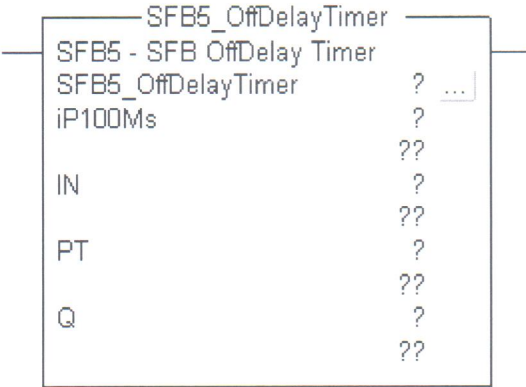 SFB5_OffDelayTimer
SFB5 - SFB OffDelay Timer
SFB5_OffDelayTimer ? ...
iP100Ms ?
??
IN ?
??
PT ?
??
Q ?
??